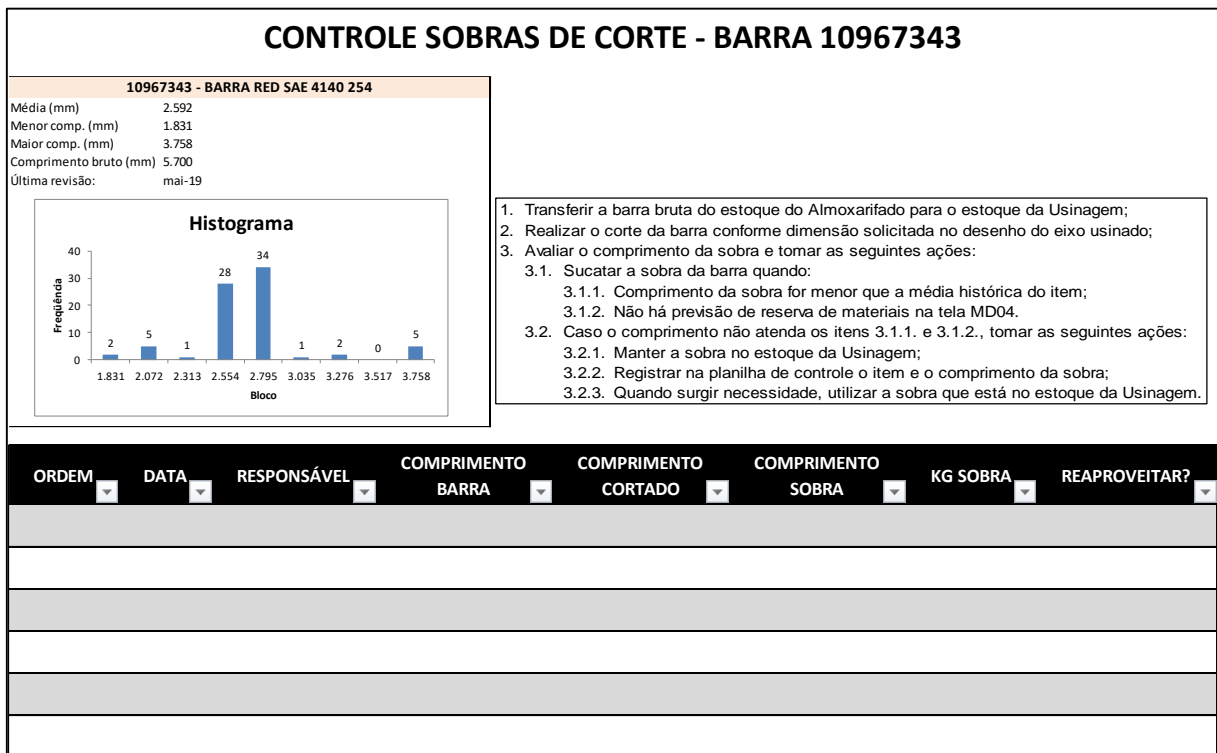 CONTROLE SOBRAS DE CORTE - BARRA 10967343
10967343 - BARRA RED SAE 4140 254
Média (mm) 2.592
Menor comp. (mm) 1.831
Maior comp. (mm) 3.758
Comprimento bruto (mm) 5.700
Última revisão: mai-19
Histograma
Freqüência
40
30
20
10
0
2 5 1 28 34 1 2 0 5
1.831 2.072 2.313 2.554 2.795 3.035 3.276 3.517 3.758
Bloco
1. Transferir a barra bruta do estoque do Almoxarifado para o estoque da Usinagem;
2. Realizar o corte da barra conforme dimensão solicitada no desenho do eixo usinado;
3. Avaliar o comprimento da sobra e tomar as seguintes ações:
3.1. Sucatar a sobra da barra quando:
3.1.1. Comprimento da sobra for menor que a média histórica do item;
3.1.2. Não há previsão de reserva de materiais na tela MD04.
3.2. Caso o comprimento não atenda os itens 3.1.1. e 3.1.2., tomar as seguintes ações:
3.2.1. Manter a sobra no estoque da Usinagem;
3.2.2. Registrar na planilha de controle o item e o comprimento da sobra;
3.2.3. Quando surgir necessidade, utilizar a sobra que está no estoque da Usinagem.
ORDEM
DATA
RESPONSÁVEL
COMPRIMENTO
BARRA
COMPRIMENTO
CORTADO
COMPRIMENTO
SOBRA
KG SOBRA
REAPROVEITAR?